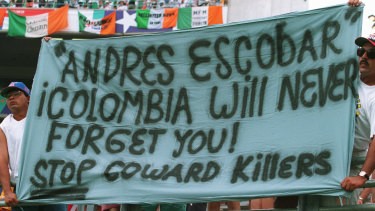 "ANDRES ESCOBAR"
¡COLOMBIA WiLL NEVER
FORGET YOU!
STOP COWARD KiLLERS